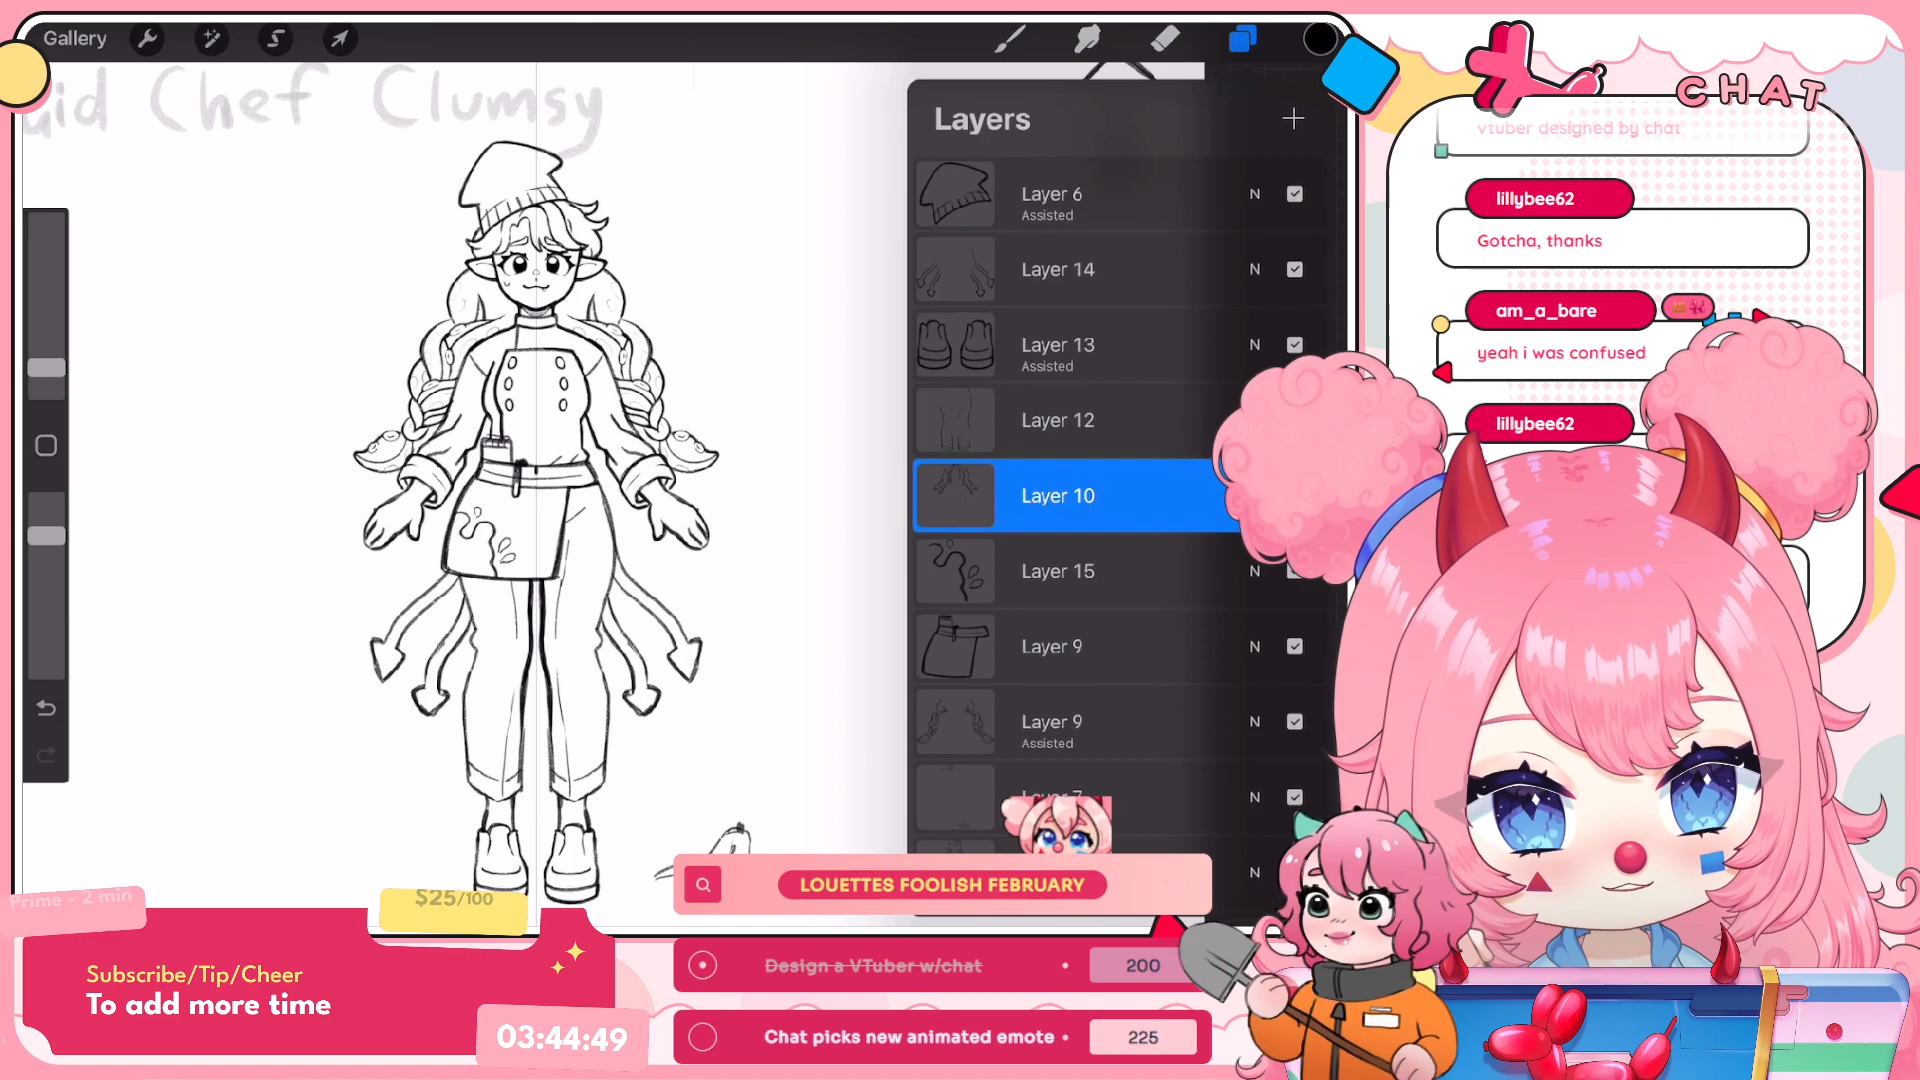 Gallery
uid Chef Clumsy
Layers
Layer 6
Assisted
N
Layer 14
N
Layer 13
Assisted
N
Layer 12
Layer 10
Layer 15
N
Layer 9
N
Layer 9
Assisted
N
Layer 7
N
N
CHAT
vtuber designed by chat
lillybee62
Gotcha, thanks
am_a_bare
yeah i was confused
lillybee62
Prime - 2 min
$25/100
Subscribe/Tip/Cheer
To add more time
03:44:49
LOUETTES FOOLISH FEBRUARY
Design a VTuber w/chat • 200
Chat picks new animated emote • 225